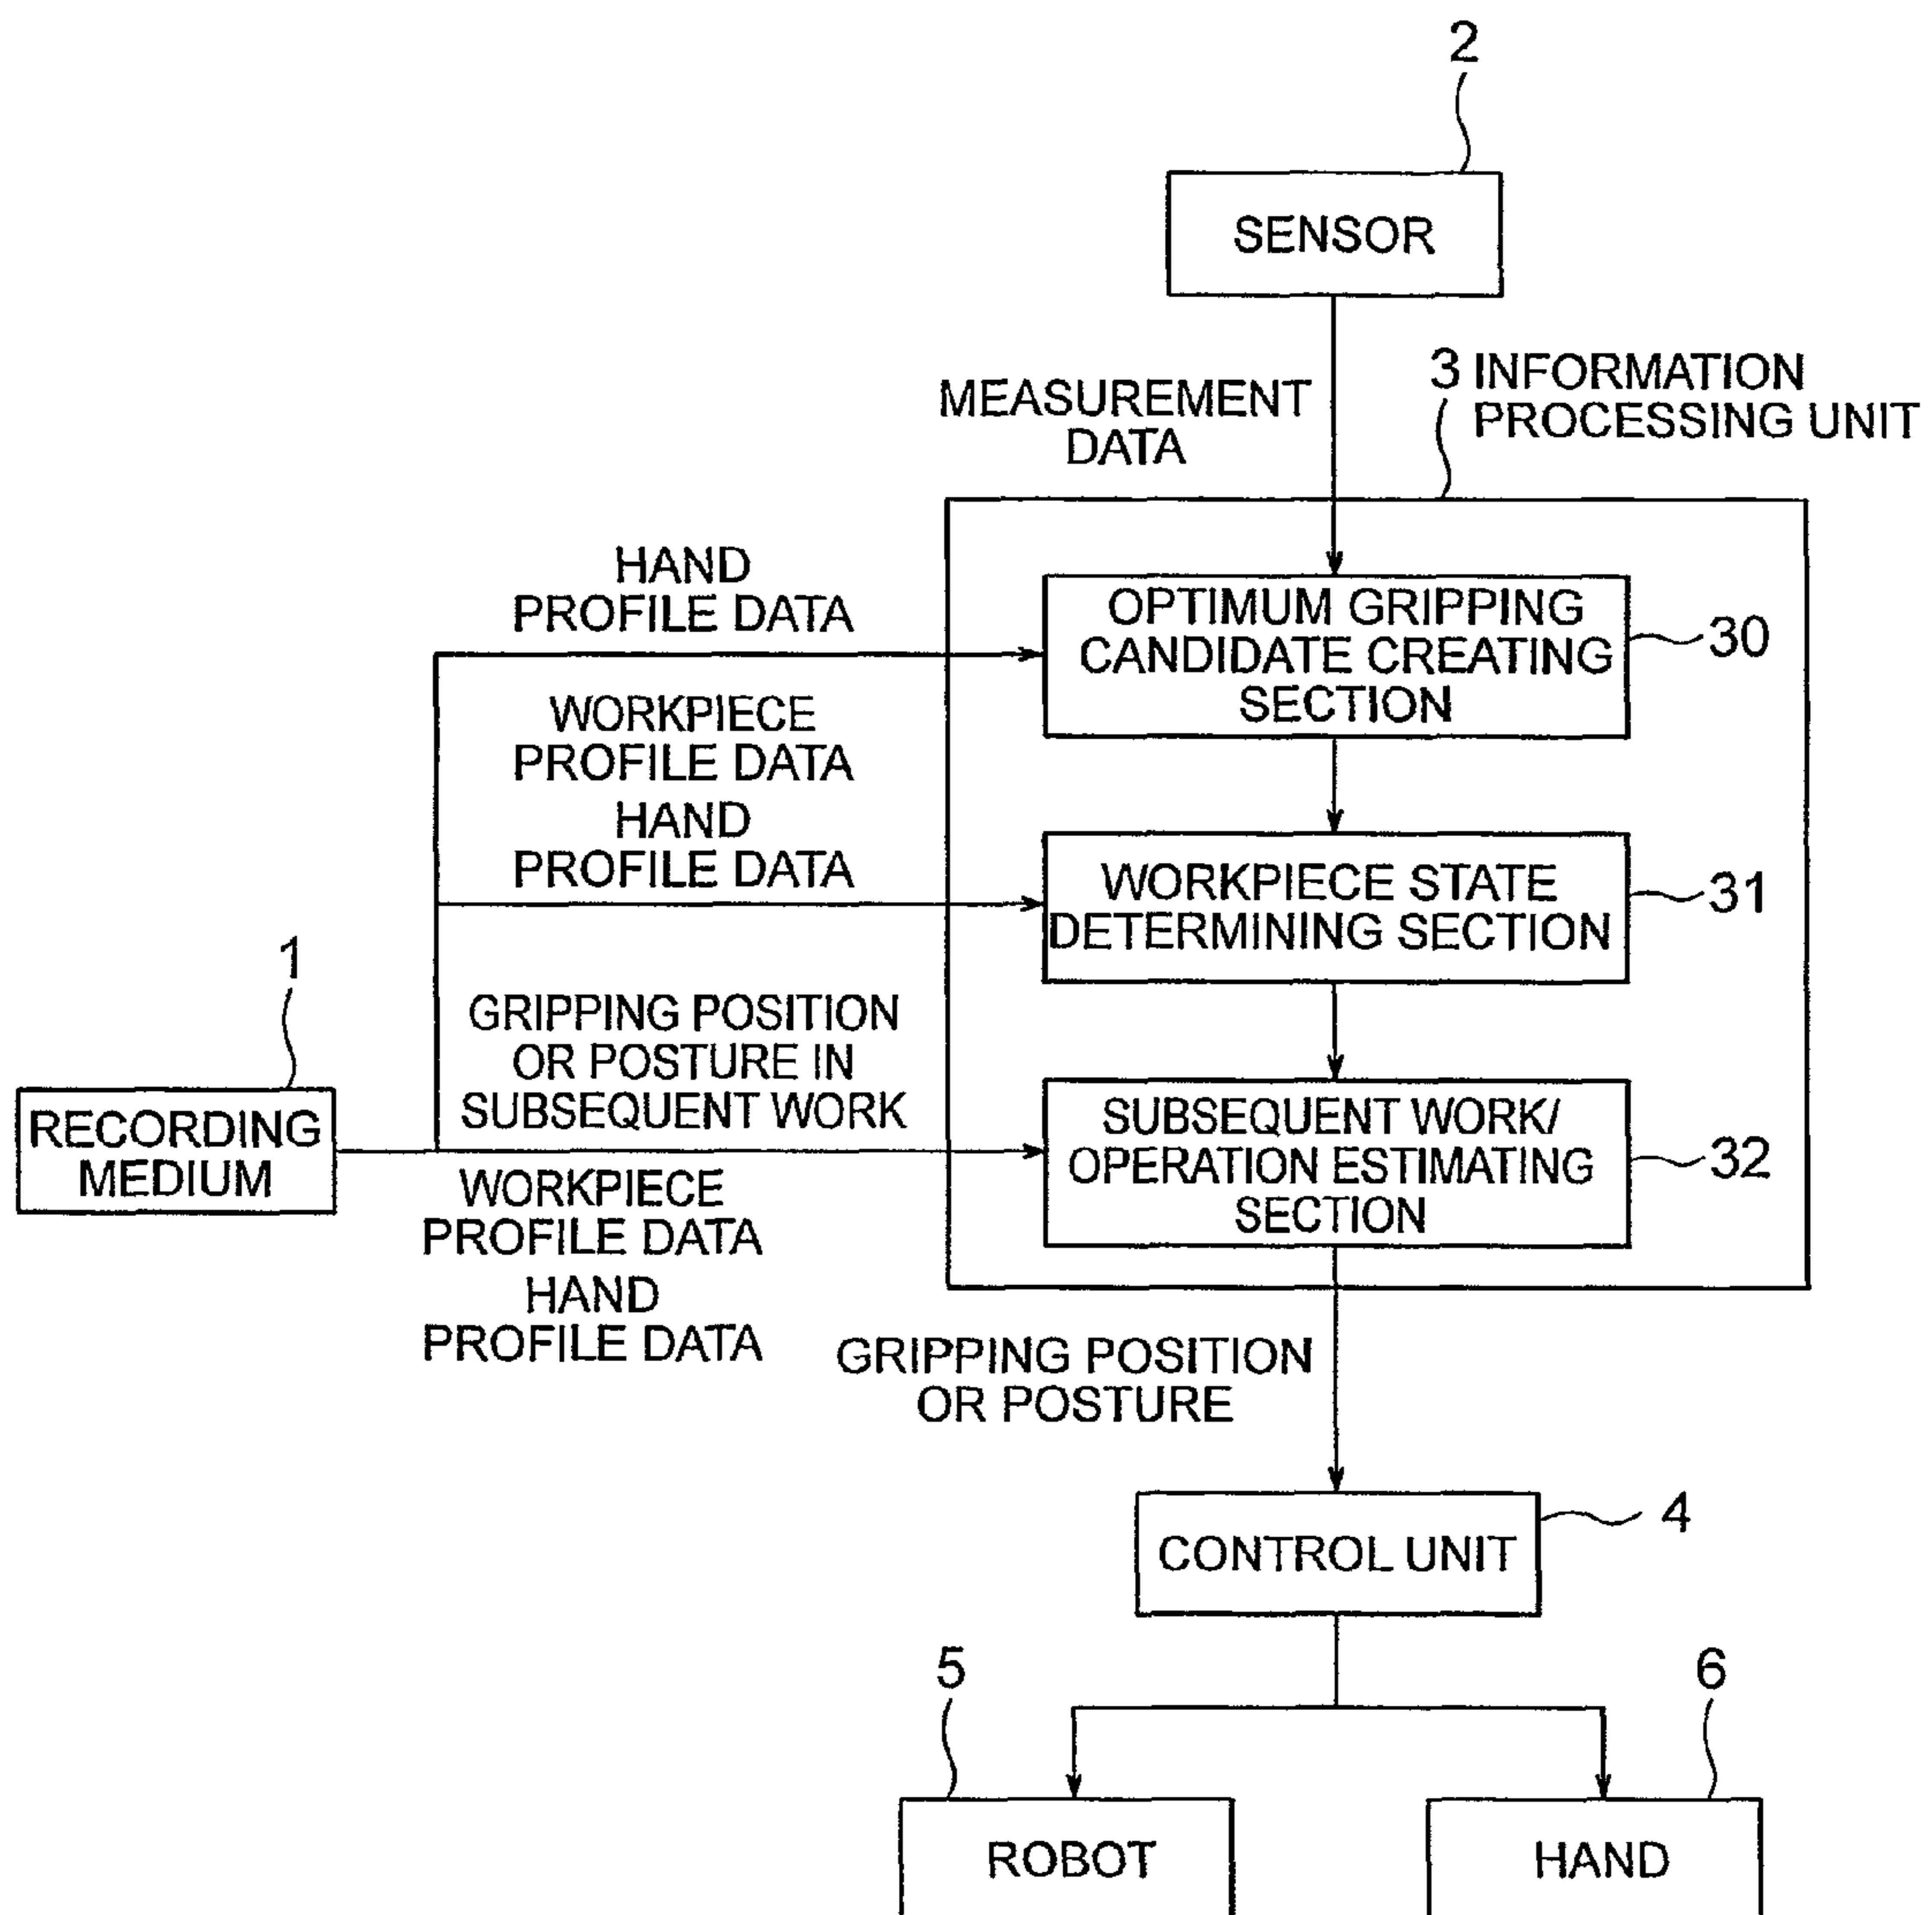 2
SENSOR
3 INFORMATION
PROCESSING UNIT
MEASUREMENT
DATA
HAND
PROFILE DATA
OPTIMUM GRIPPING
CANDIDATE CREATING
SECTION
30
WORKPIECE
PROFILE DATA
HAND
PROFILE DATA
WORKPIECE STATE
DETERMINING SECTION
31
1
RECORDING
MEDIUM
GRIPPING POSITION
OR POSTURE IN
SUBSEQUENT WORK
SUBSEQUENT WORK/
OPERATION ESTIMATING
SECTION
32
WORKPIECE
PROFILE DATA
HAND
PROFILE DATA
GRIPPING POSITION
OR POSTURE
4
CONTROL UNIT
5
6
ROBOT
HAND